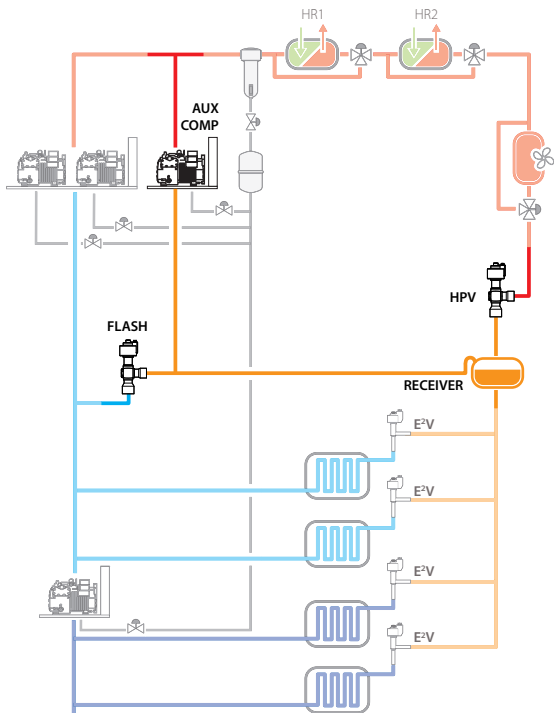 HR1
HR2
AUX
COMP
HPV
FLASH
RECEIVER
E²V
E²V
E²V
E²V